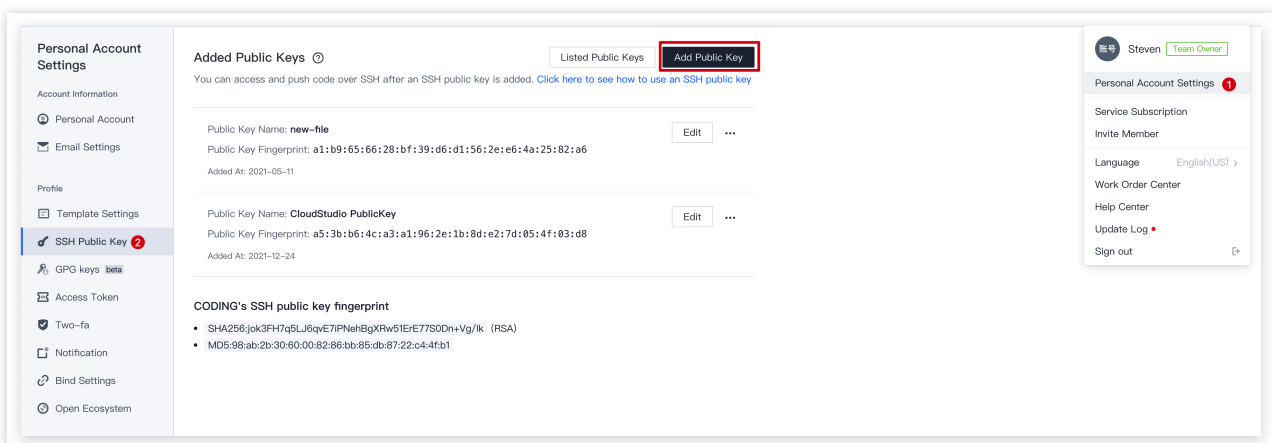 Personal Account
Settings
Account Information
Personal Account
Email Settings
Profile
Template Settings
SSH Public Key 2
GPG keys beta
Access Token
Two-fa
Notification
Bind Settings
Open Ecosystem
Added Public Keys ?
Listed Public Keys
Add Public Key
You can access and push code over SSH after an SSH public key is added. Click here to see how to use an SSH public key
Public Key Name: new-file
Public Key Fingerprint: a1:b9:65:66:28:bf:39:d6:d1:56:2e:e6:4a:25:82:a6
Added At: 2021-05-11
Edit ...
Public Key Name: CloudStudio PublicKey
Public Key Fingerprint: a5:3b:b6:4c:a3:a1:96:2e:1b:8d:e2:7d:05:4f:03:d8
Added At: 2021-12-24
Edit ...
CODING's SSH public key fingerprint
• SHA256:jok3FH7q5LJ6qvE7iPNehBgXRw51ErE77S0Dn+Vg/Ik (RSA)
• MD5:98:ab:2b:30:60:00:82:86:bb:85:db:87:22:c4:4f:b1
账号 Steven Team Owner
Personal Account Settings 1
Service Subscription
Invite Member
Language English(US) >
Work Order Center
Help Center
Update Log
Sign out